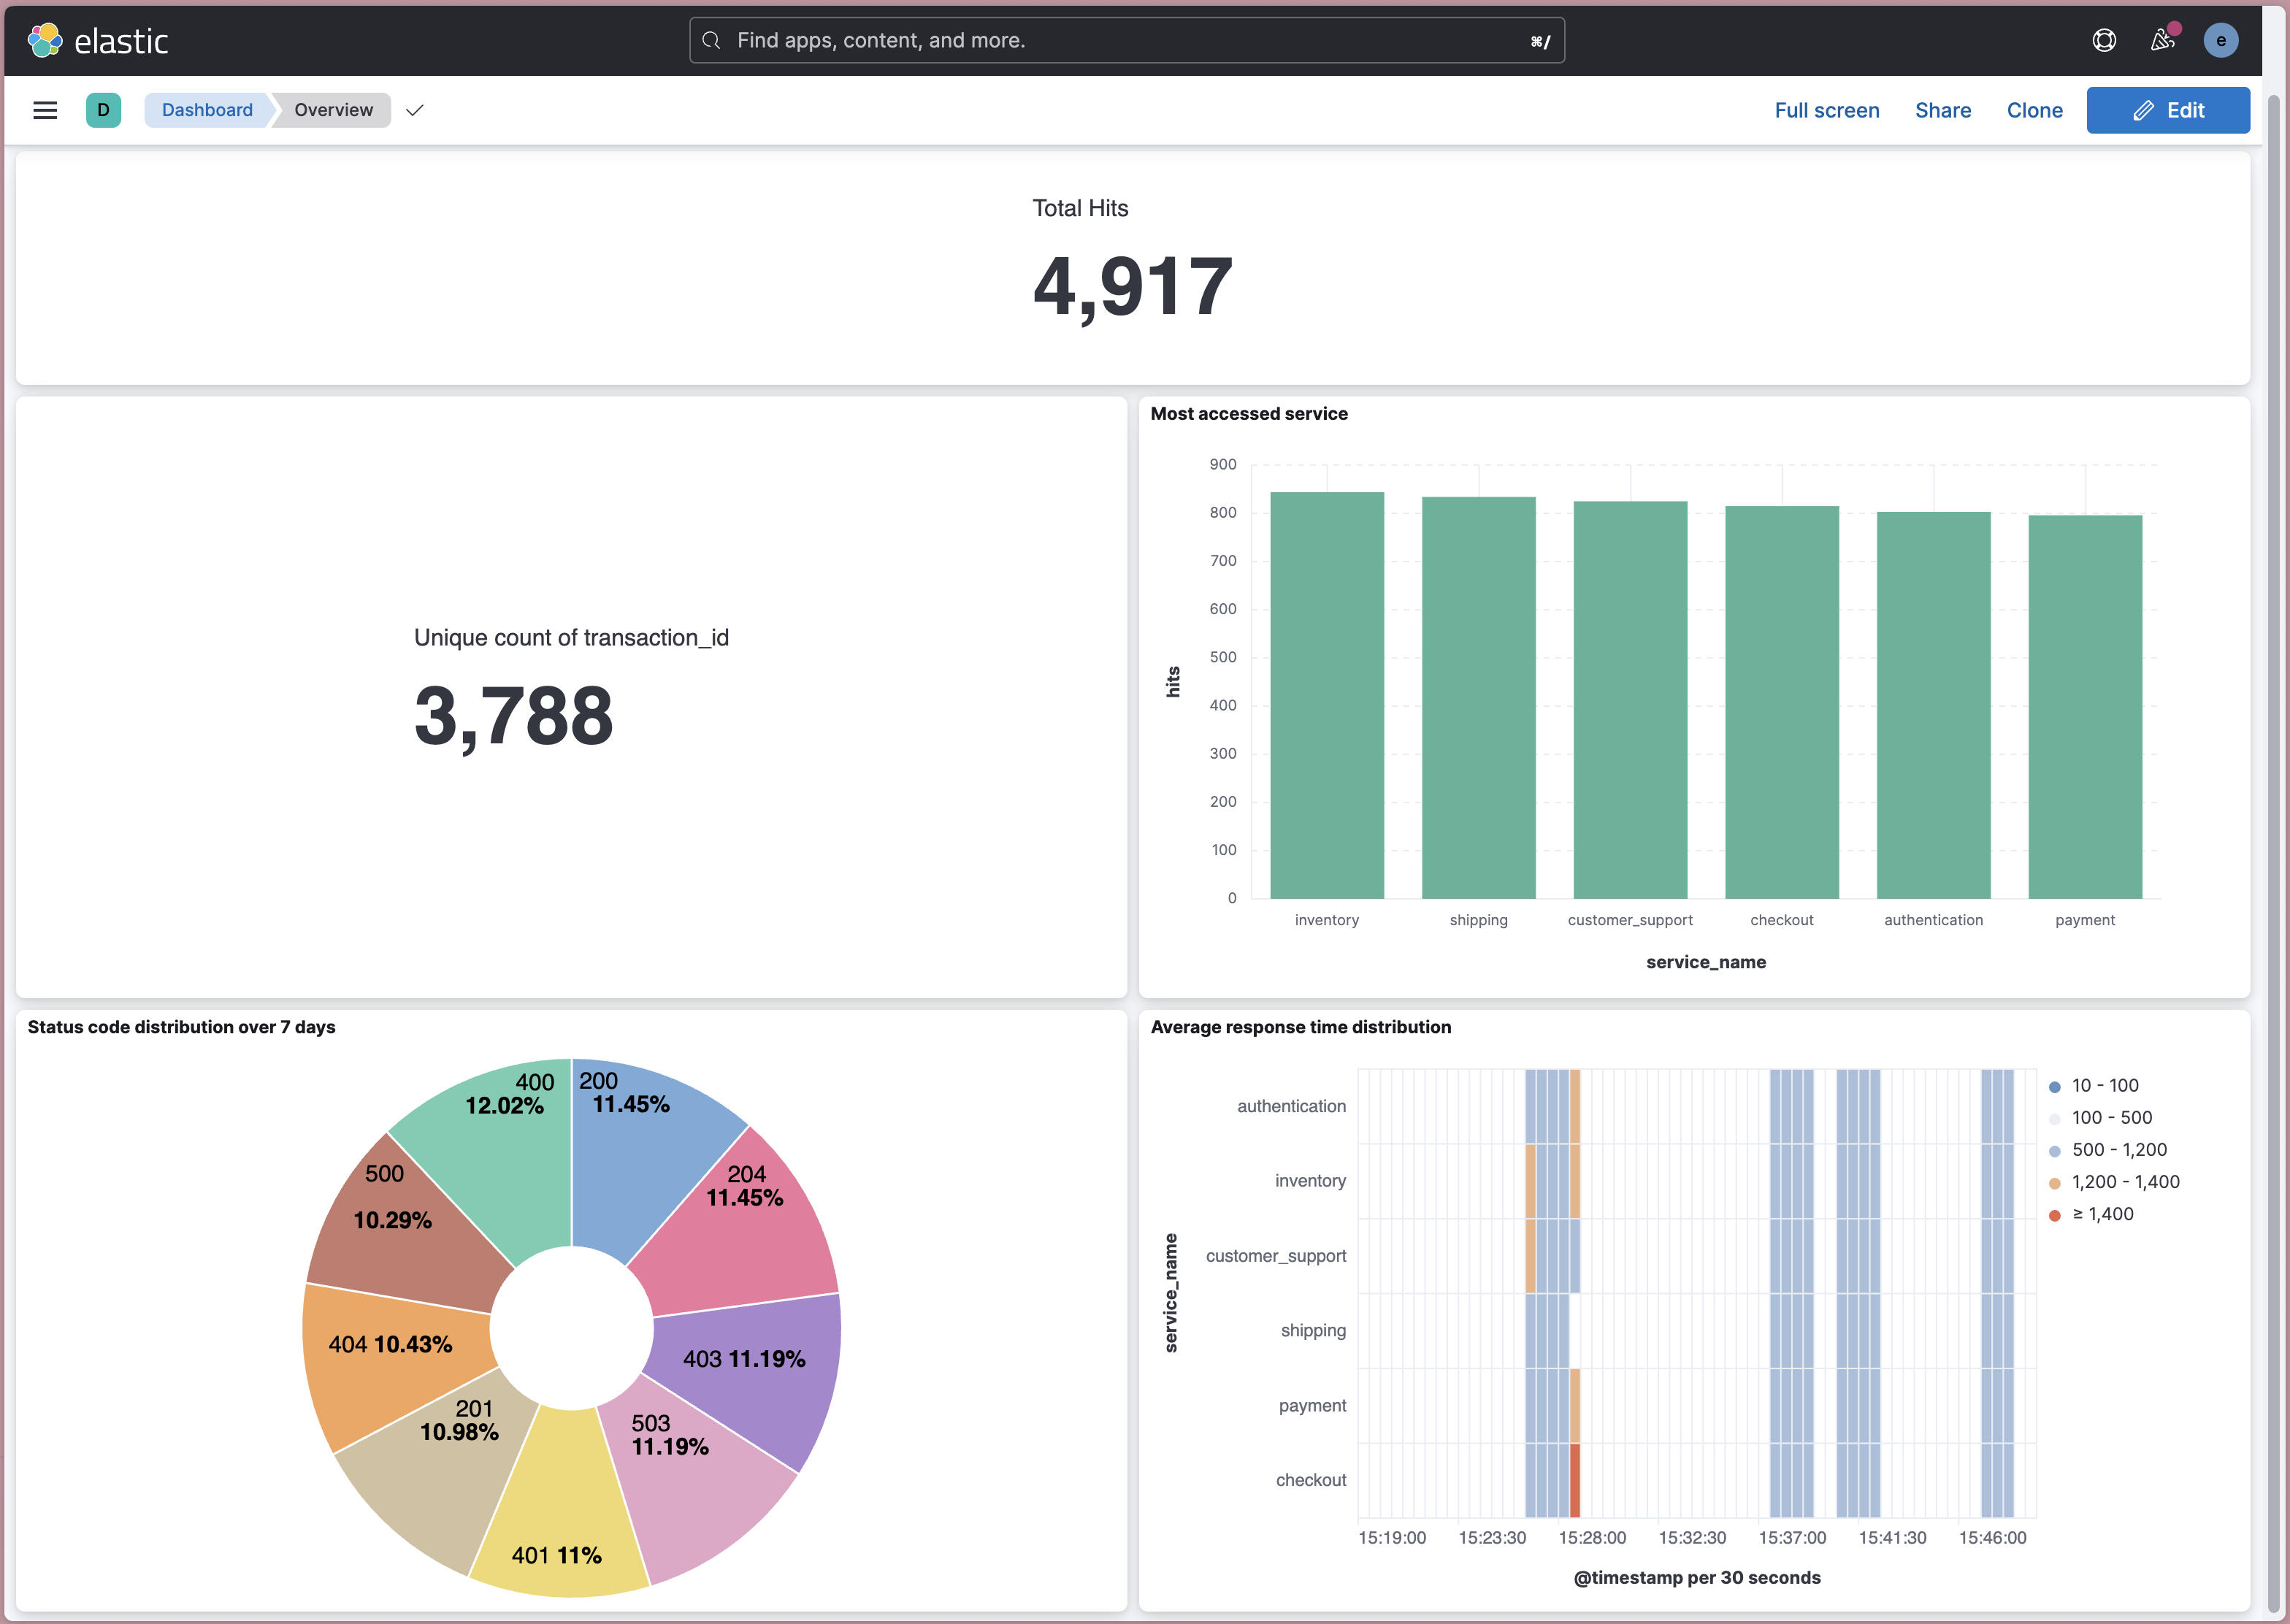 elastic
Find apps, content, and more.
⌘/
e
D
Dashboard
Overview
Full screen
Share
Clone
Edit
Total Hits
4,917
Unique count of transaction_id
3,788
Most accessed service
900
800
700
600
500
400
300
200
100
0
hits
inventory
shipping
customer_support
checkout
authentication
payment
service_name
Status code distribution over 7 days
400
12.02%
200
11.45%
204
11.45%
500
10.29%
404 10.43%
403 11.19%
201
10.98%
503
11.19%
401 11%
Average response time distribution
authentication
inventory
customer_support
shipping
payment
checkout
service_name
15:19:00
15:23:30
15:28:00
15:32:30
15:37:00
15:41:30
15:46:00
@timestamp per 30 seconds
10 - 100
100 - 500
500 - 1,200
1,200 - 1,400
≥ 1,400